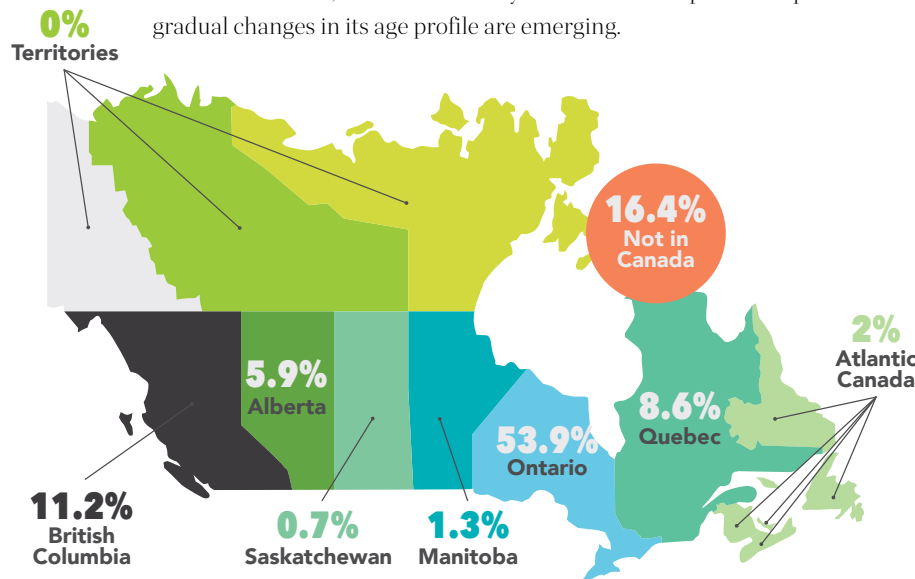 gradual changes in its age profile are emerging.
0%
Territories
16.4%
Not in
Canada
2%
Atlantic
Canada
5.9%
Alberta
8.6%
Quebec
53.9%
Ontario
11.2%
British
Columbia
0.7%
Saskatchewan
1.3%
Manitoba